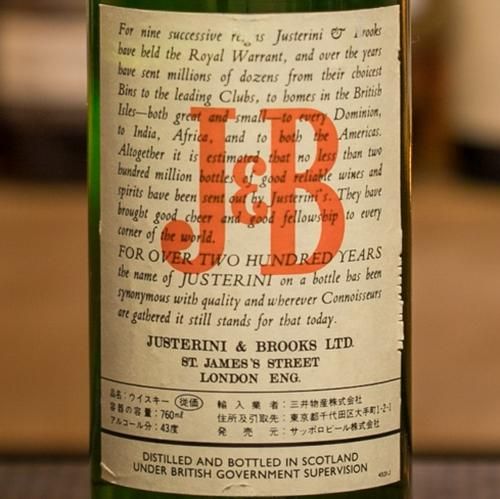 For nine successive reigns Justerini & Brooks
have held the Royal Warrant, and over the years
have sent millions of dozens from their choicest
Bins to the leading Clubs, to homes in the British
Isles—both great and small—to every Dominion,
to India, Africa, and to both the Americas.
Altogether it is estimated that no less than two
hundred million bottles of good reliable wines and
spirits have been sent out by Justerini's. They have
brought good cheer and good fellowship to every
corner of the world.
J&B
FOR OVER TWO HUNDRED YEARS
the name of JUSTERINI on a bottle has been
synonymous with quality and wherever Connoisseurs
are gathered it still stands for that today.
JUSTERINI & BROOKS LTD.
ST. JAMES'S STREET
LONDON ENG.
品名：ウイスキー 従価
容器の容量：760ml
アルコール分：43度
輸入業者：三井物産株式会社
住所及引取先：東京都千代田区大手町1-2-1
発売元：サッポロビール株式会社
DISTILLED AND BOTTLED IN SCOTLAND
UNDER BRITISH GOVERNMENT SUPERVISION